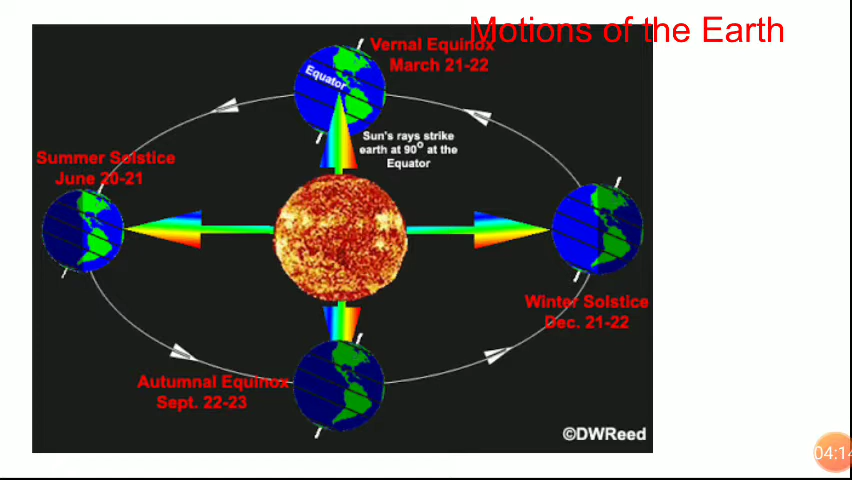 Motions of the Earth
Vernal Equinox
March 21-22
Equator
Sun's rays strike
earth at 90° at the
Equator
Summer Solstice
June 20-21
Winter Solstice
Dec. 21-22
Autumnal Equinox
Sept. 22-23
©DWReed
04:14